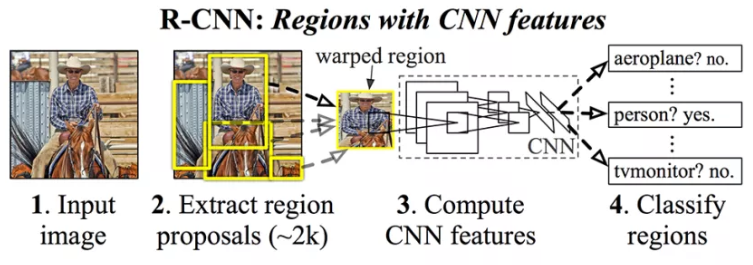 R-CNN: Regions with CNN features
warped region
aeroplane? no.
person? yes.
tvmonitor? no.
CNN
1. Input
image
2. Extract region
proposals (~2k)
3. Compute
CNN features
4. Classify
regions